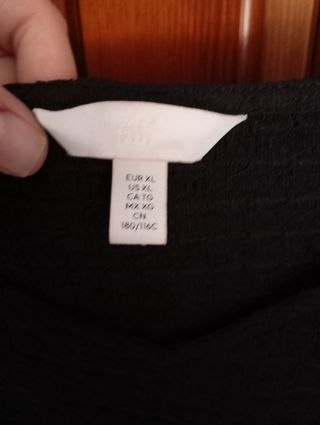 EUR XL
US XL
CA TG
MX XG
CN
180/116C